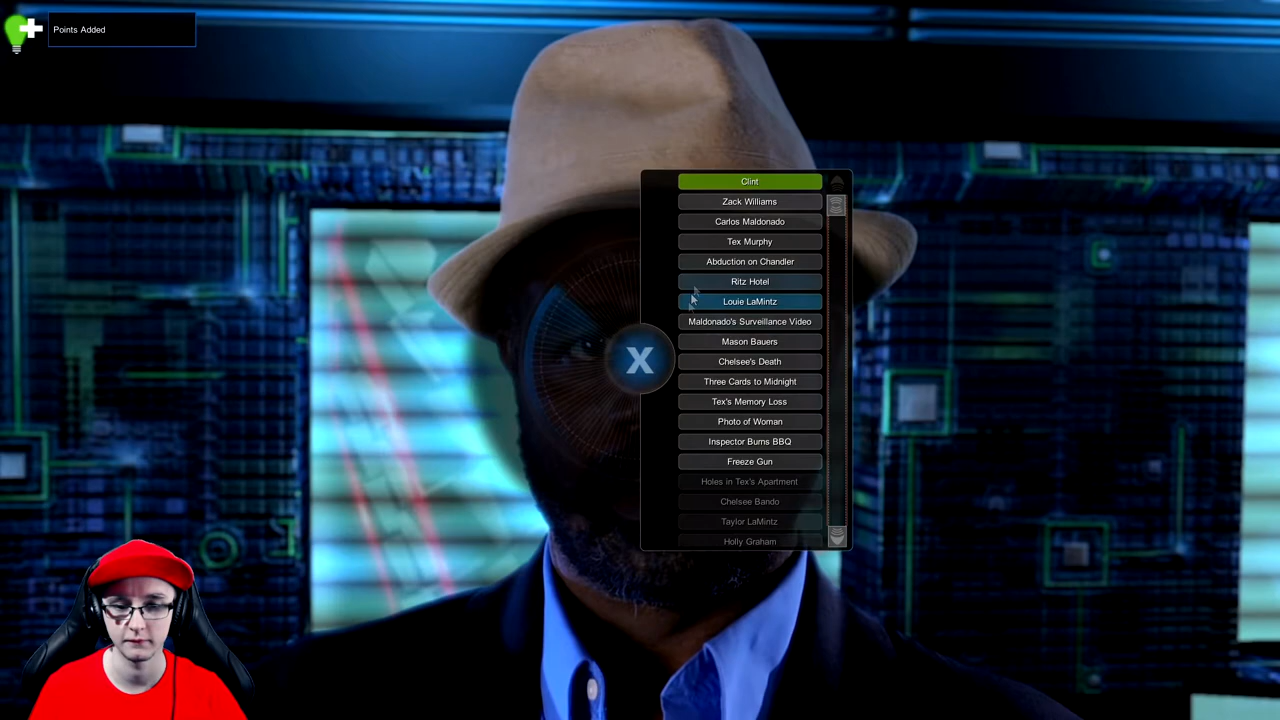 Points Added
Clint
Zack Williams
Carlos Maldonado
Tex Murphy
Abduction on Chandler
Ritz Hotel
Louie LaMintz
Maldonado's Surveillance Video
Mason Bauers
Chelsee's Death
Three Cards to Midnight
Tex's Memory Loss
Photo of Woman
Inspector Burns BBQ
Freeze Gun
Holes in Tex's Apartment
Chelsee Bando
Taylor LaMintz
Holly Graham
X